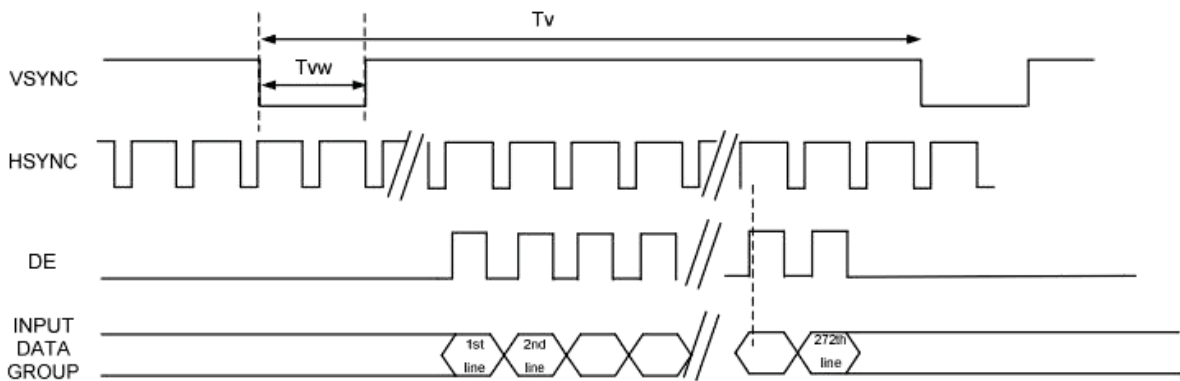 Tv
VSYNC
Tvw
HSYNC
DE
INPUT
DATA
GROUP
1st
line
2nd
line
272th
line